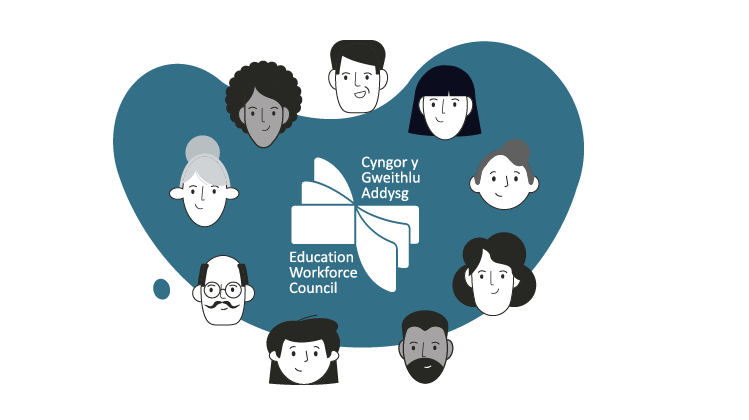 Cyngor y
Gweithlu
Addysg
Education
Workforce
Council